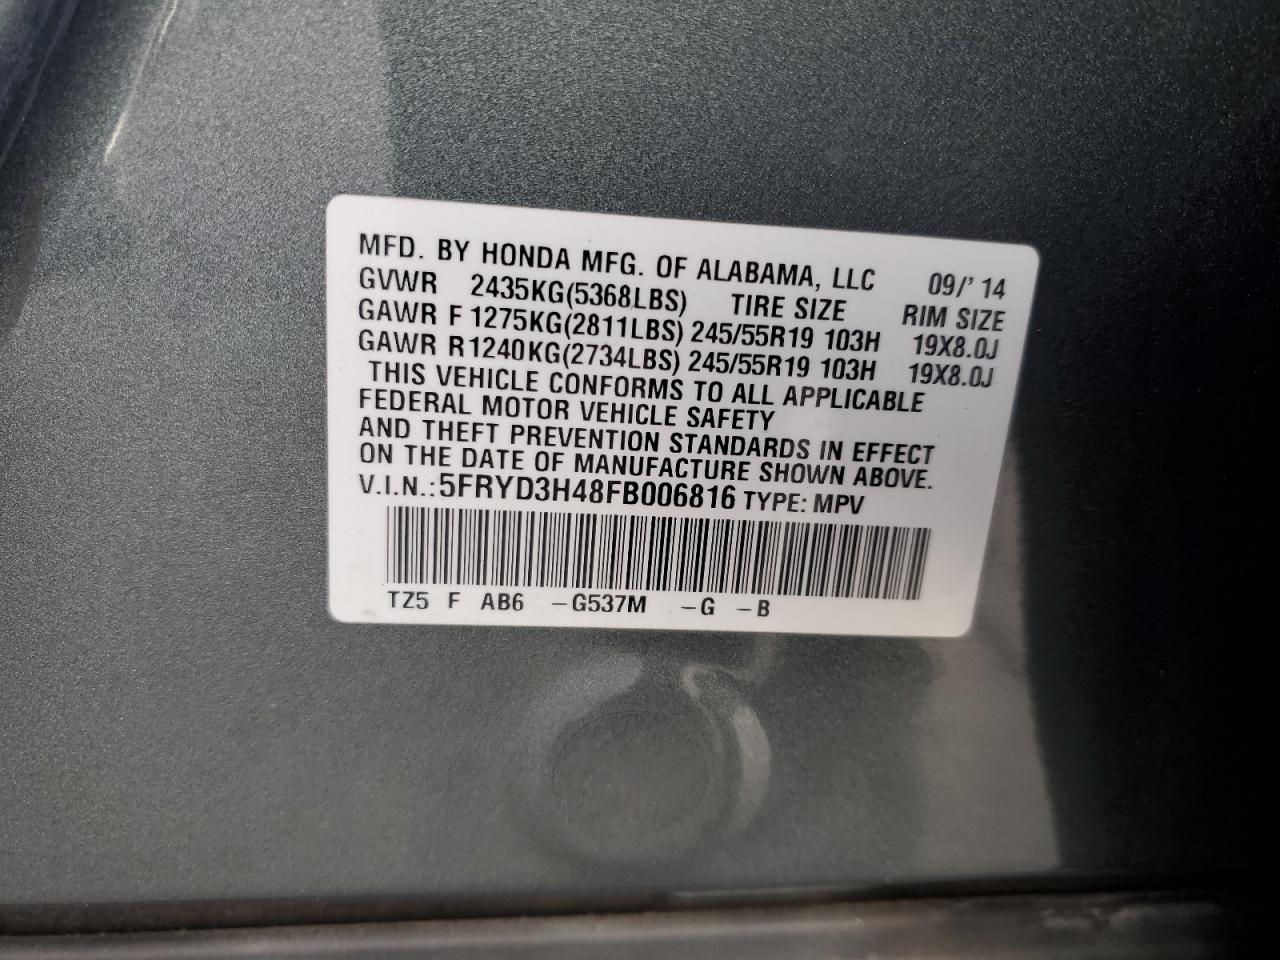 MFD. BY HONDA MFG. OF ALABAMA, LLC 09/' 14
GVWR 2435KG(5368LBS) TIRE SIZE RIM SIZE
GAWR F 1275KG(2811LBS) 245/55R19 103H 19X8.0J
GAWR R 1240KG(2734LBS) 245/55R19 103H 19X8.0J
THIS VEHICLE CONFORMS TO ALL APPLICABLE
FEDERAL MOTOR VEHICLE SAFETY
AND THEFT PREVENTION STANDARDS IN EFFECT
ON THE DATE OF MANUFACTURE SHOWN ABOVE.
V.I.N.: 5FRYD3H48FB006816 TYPE: MPV
TZ5 F AB6 -G537M -G -B